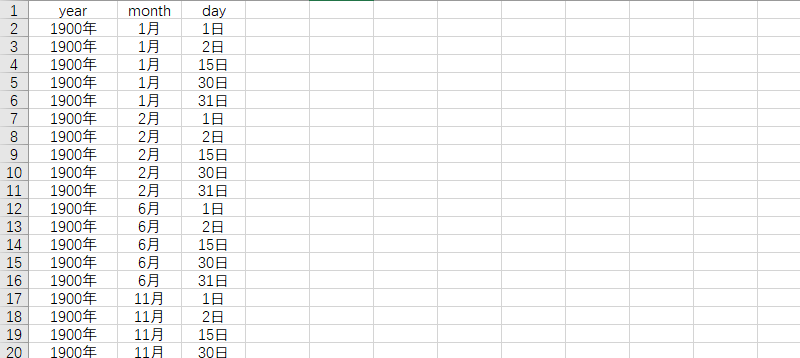 1 year month day
2 1900年 1月 1日
3 1900年 1月 2日
4 1900年 1月 15日
5 1900年 1月 30日
6 1900年 1月 31日
7 1900年 2月 1日
8 1900年 2月 2日
9 1900年 2月 15日
10 1900年 2月 30日
11 1900年 2月 31日
12 1900年 6月 1日
13 1900年 6月 2日
14 1900年 6月 15日
15 1900年 6月 30日
16 1900年 6月 31日
17 1900年 11月 1日
18 1900年 11月 2日
19 1900年 11月 15日
20 1900年 11月 30日